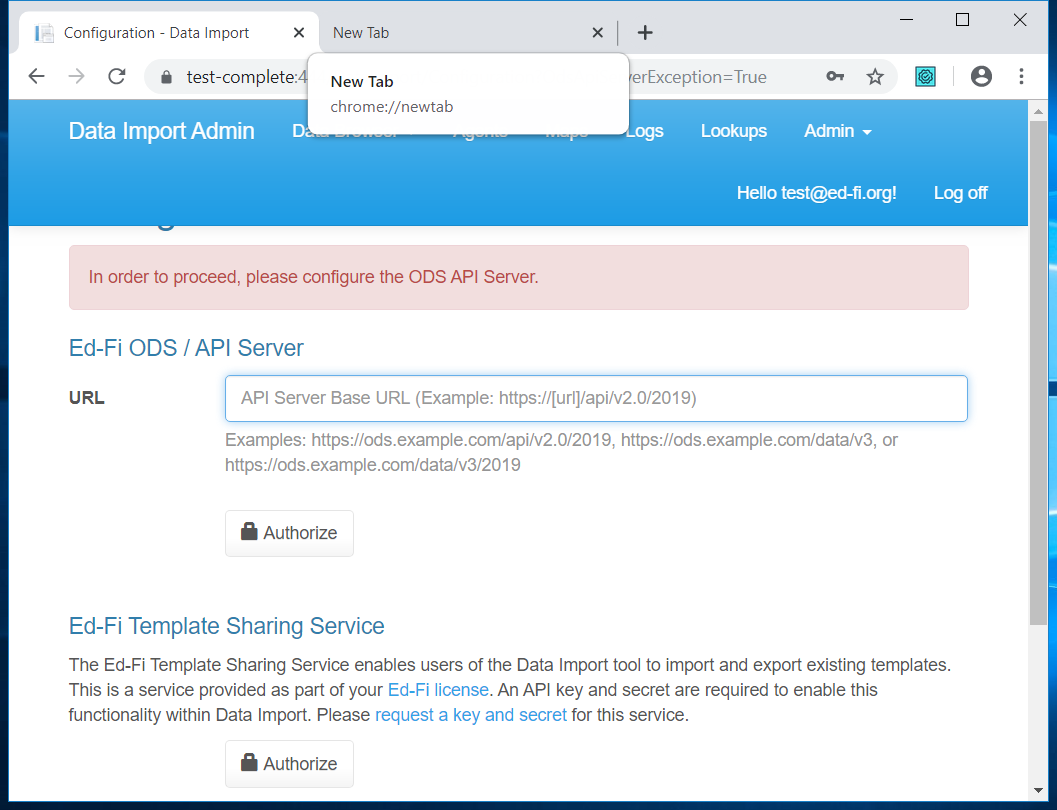 Configuration - Data Import
New Tab
test-complete:4
verException=True
New Tab
chrome://newtab
Data Import Admin
Data Browser
Agents
Maps
Logs
Lookups
Admin
Hello test@ed-fi.org!
Log off
In order to proceed, please configure the ODS API Server.
Ed-Fi ODS / API Server
URL
API Server Base URL (Example: https://[url]/api/v2.0/2019)
Examples: https://ods.example.com/api/v2.0/2019, https://ods.example.com/data/v3, or
https://ods.example.com/data/v3/2019
Authorize
Ed-Fi Template Sharing Service
The Ed-Fi Template Sharing Service enables users of the Data Import tool to import and export existing templates.
This is a service provided as part of your Ed-Fi license. An API key and secret are required to enable this
functionality within Data Import. Please request a key and secret for this service.
Authorize